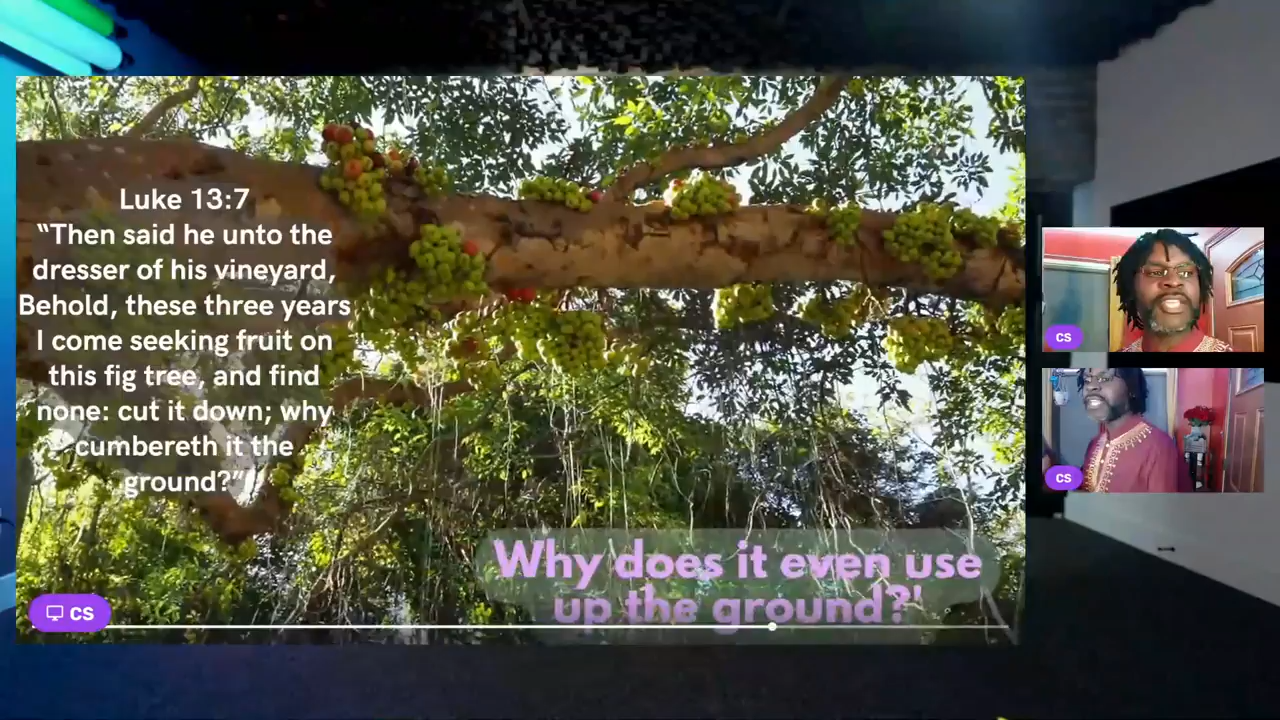 Luke 13:7
“Then said he unto the
dresser of his vineyard,
Behold, these three years
I come seeking fruit on
this fig tree, and find
none: cut it down; why
cumbereth it the
ground?”
Why does it even use
up the ground?'
CS
CS
CS